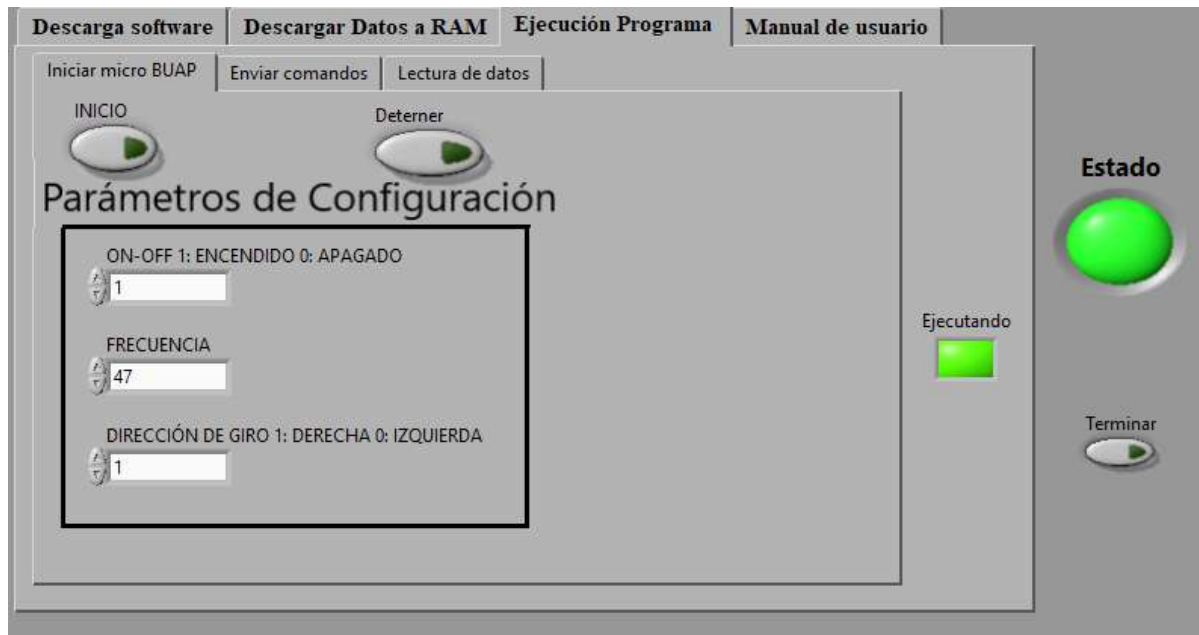 Descarga software Descargar Datos a RAM Ejecución Programa Manual de usuario
Iniciar micro BUAP Enviar comandos Lectura de datos
INICIO Deterner
Estado
Parámetros de Configuración
ON-OFF 1: ENCENDIDO 0: APAGADO
1
Ejecutando
FRECUENCIA
47
Terminar
DIRECCIÓN DE GIRO 1: DERECHA 0: IZQUIERDA
1